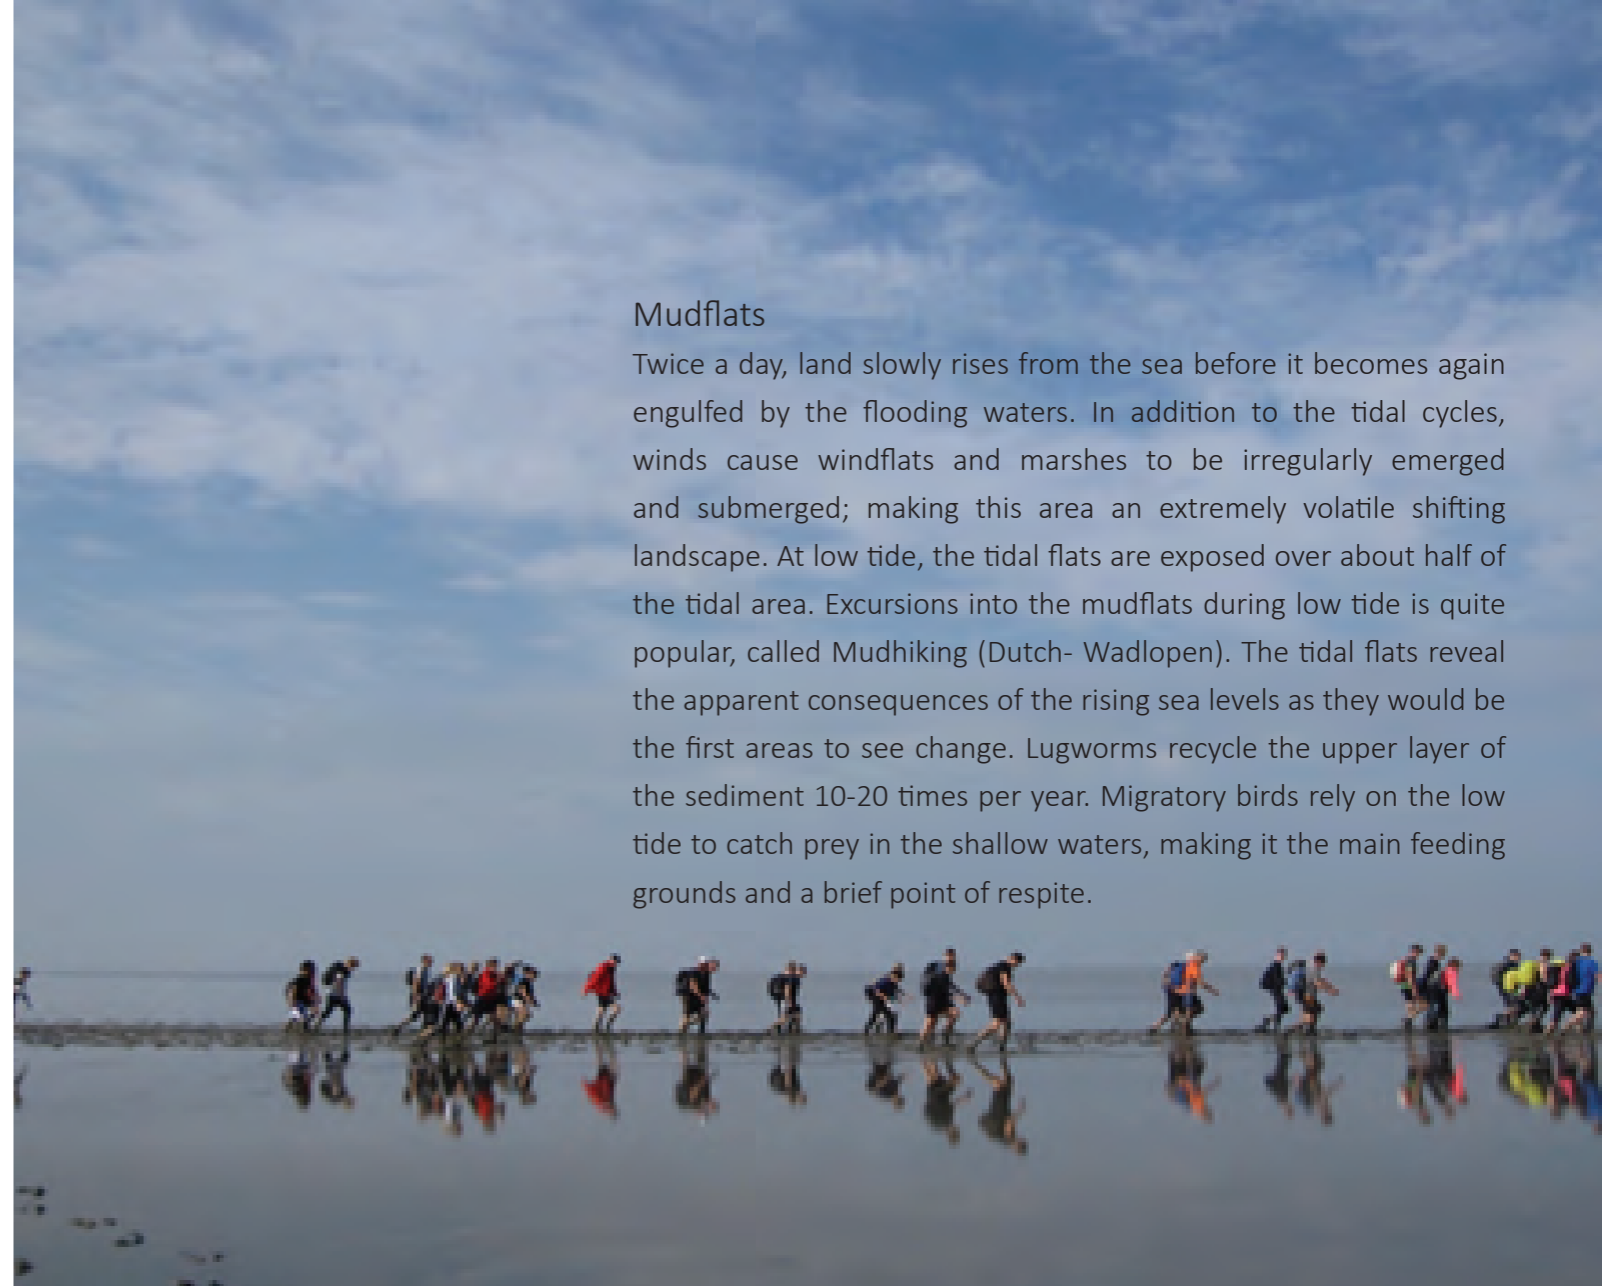 Mudflats
Twice a day, land slowly rises from the sea before it becomes again
engulfed by the flooding waters. In addition to the tidal cycles,
winds cause windflats and marshes to be irregularly emerged
and submerged; making this area an extremely volatile shifting
landscape. At low tide, the tidal flats are exposed over about half of
the tidal area. Excursions into the mudflats during low tide is quite
popular, called Mudhiking (Dutch- Wadlopen). The tidal flats reveal
the apparent consequences of the rising sea levels as they would be
the first areas to see change. Lugworms recycle the upper layer of
the sediment 10-20 times per year. Migratory birds rely on the low
tide to catch prey in the shallow waters, making it the main feeding
grounds and a brief point of respite.